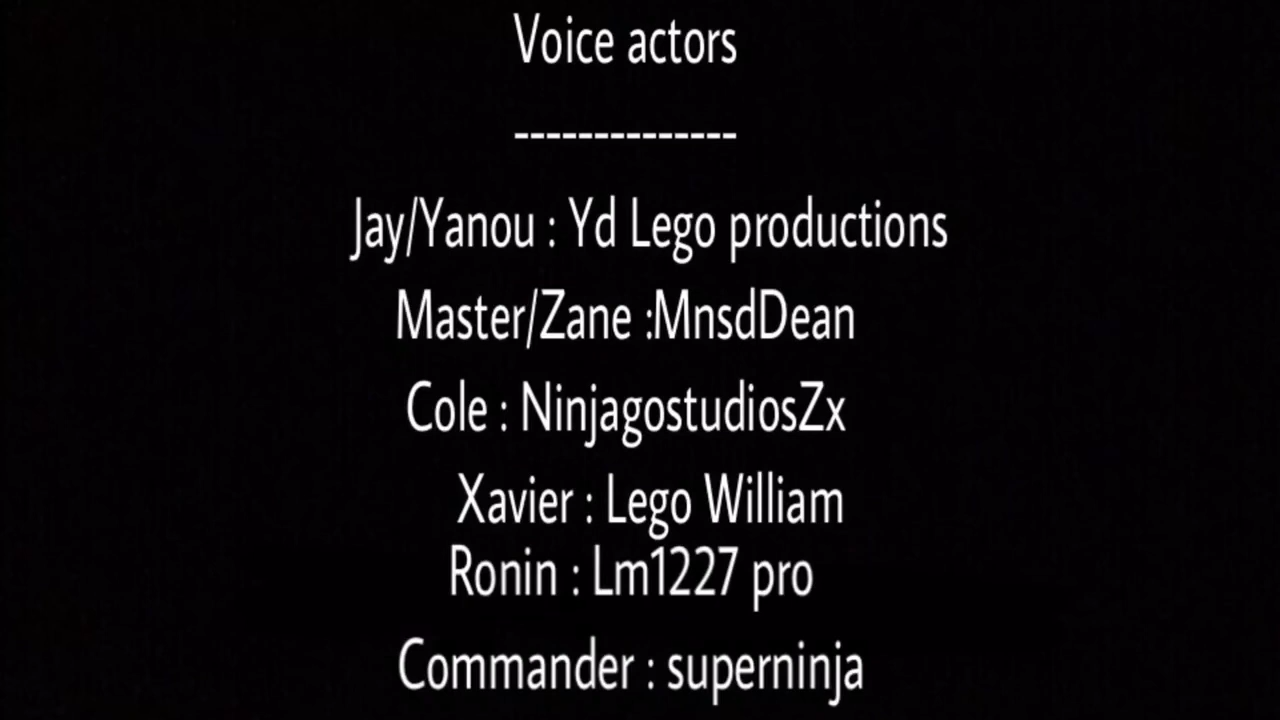 Voice actors
--------------
Jay/Yanou : Yd Lego productions
Master/Zane :MnsdDean
Cole : NinjagostudiosZx
Xavier : Lego William
Ronin : Lm1227 pro
Commander : superninja